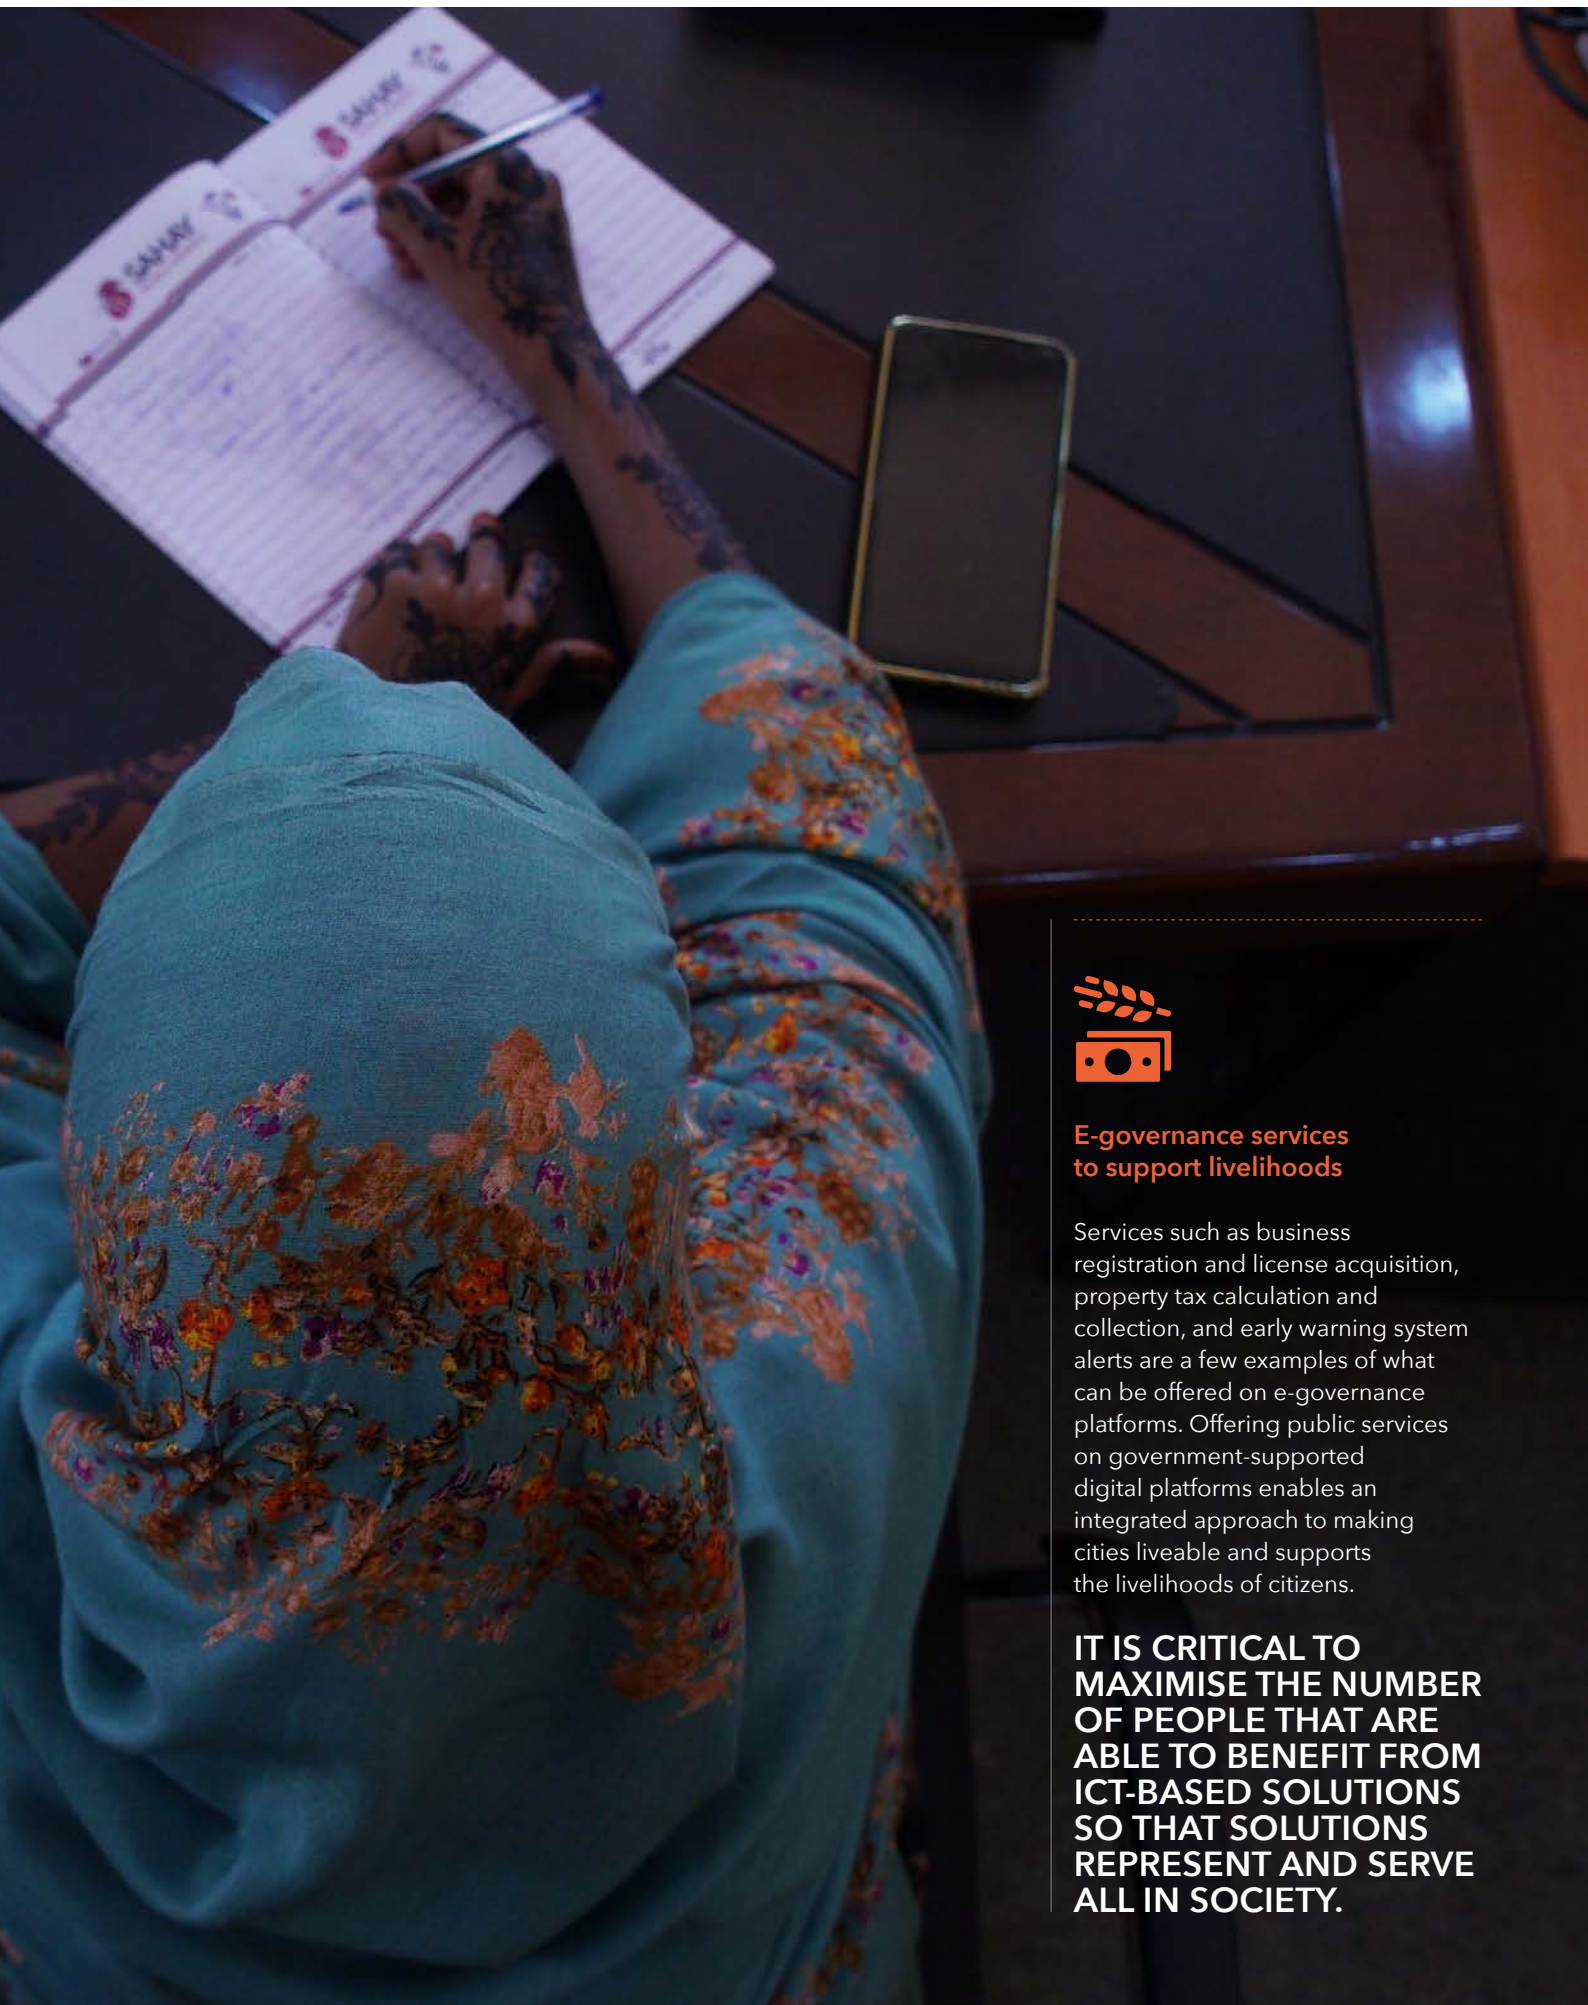 SAHAY
SAHAY
E-governance services
to support livelihoods
Services such as business
registration and license acquisition,
property tax calculation and
collection, and early warning system
alerts are a few examples of what
can be offered on e-governance
platforms. Offering public services
on government-supported
digital platforms enables an
integrated approach to making
cities liveable and supports
the livelihoods of citizens.
IT IS CRITICAL TO
MAXIMISE THE NUMBER
OF PEOPLE THAT ARE
ABLE TO BENEFIT FROM
ICT-BASED SOLUTIONS
SO THAT SOLUTIONS
REPRESENT AND SERVE
ALL IN SOCIETY.